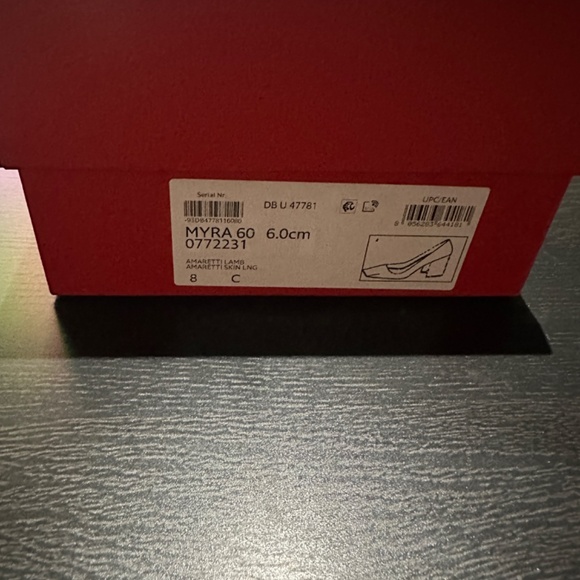 Serial Nr.
DB U 47781
UPC/EAN
MYRA 60 6.0cm
0772231
AMARETTI LAMB
AMARETTI SKIN LNG
8 C